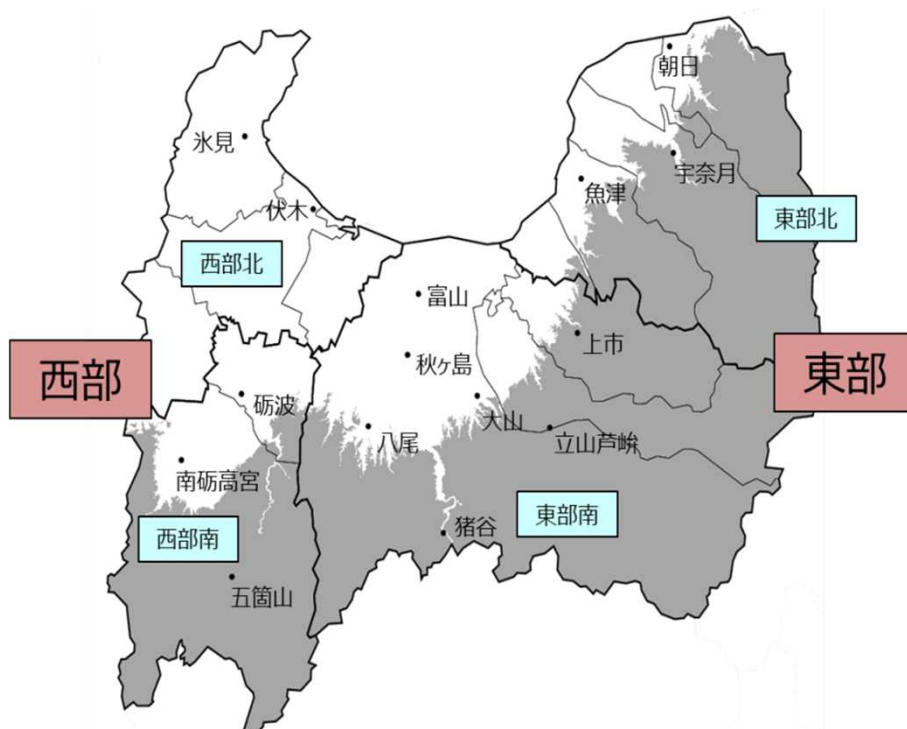 朝日
氷見
宇奈月
魚津
伏木
東部北
西部北
富山
上市
秋ヶ島
西部
東部
砺波
大山
八尾
立山芦峅
南砺高宮
東部南
西部南
猪谷
五箇山